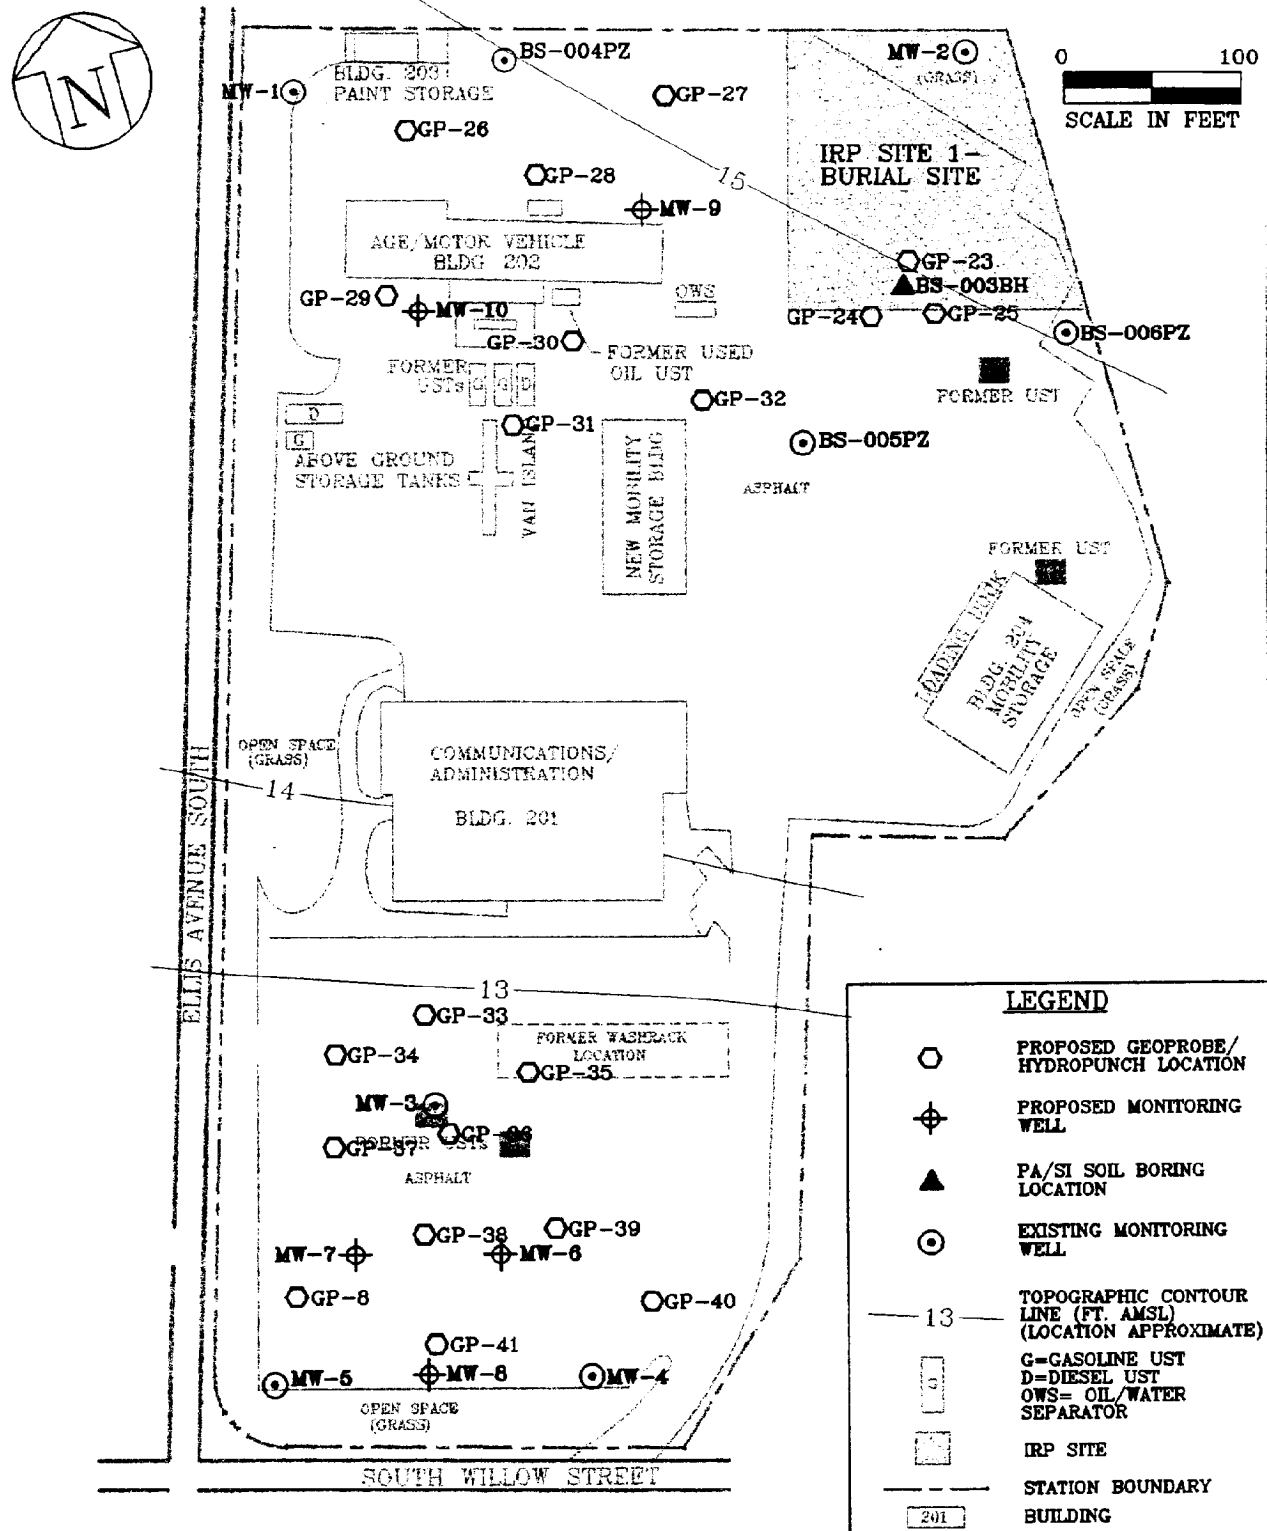 N
BS-004PZ
MW-2
(GRASS)
0 100
SCALE IN FEET
BLDG. 203
PAINT STORAGE
MW-1
GP-27
GP-26
IRP SITE 1-
BURIAL SITE
15
GP-28
MW-9
AGE/MOTOR VEHICLE
BLDG 202
GP-23
BS-003BH
GP-29
MW-10
OWS
GP-24
GP-25
BS-006PZ
GP-30
FORMER USED
OIL UST
FORMER
USTs
G
G
D
FORMER UST
GP-32
D
GP-31
G
BS-005PZ
ABOVE GROUND
STORAGE TANKS
VAN ISLAND
NEW MOBILITY
STORAGE BLDG
ASPHALT
FORMER UST
LOADING DOCK
BLDG. 204
MOBILITY
STORAGE
OPEN SPACE
(GRASS)
OPEN SPACE
(GRASS)
14
COMMUNICATIONS/
ADMINISTRATION
BLDG. 201
ELLIS AVENUE SOUTH
13
GP-33
FORMER WASHRACK
LOCATION
GP-34
GP-35
MW-3
GP-36
FORMER USTs
GP-37
ASPHALT
GP-38
GP-39
MW-7
MW-6
GP-8
GP-40
GP-41
MW-5
MW-8
MW-4
OPEN SPACE
(GRASS)
SOUTH WILLOW STREET
LEGEND
PROPOSED GEOPROBE/
HYDROPUNCH LOCATION
PROPOSED MONITORING
WELL
PA/SI SOIL BORING
LOCATION
EXISTING MONITORING
WELL
13
TOPOGRAPHIC CONTOUR
LINE (FT. AMSL)
(LOCATION APPROXIMATE)
G
G=GASOLINE UST
D=DIESEL UST
OWS= OIL/WATER
SEPARATOR
IRP SITE
STATION BOUNDARY
201
BUILDING